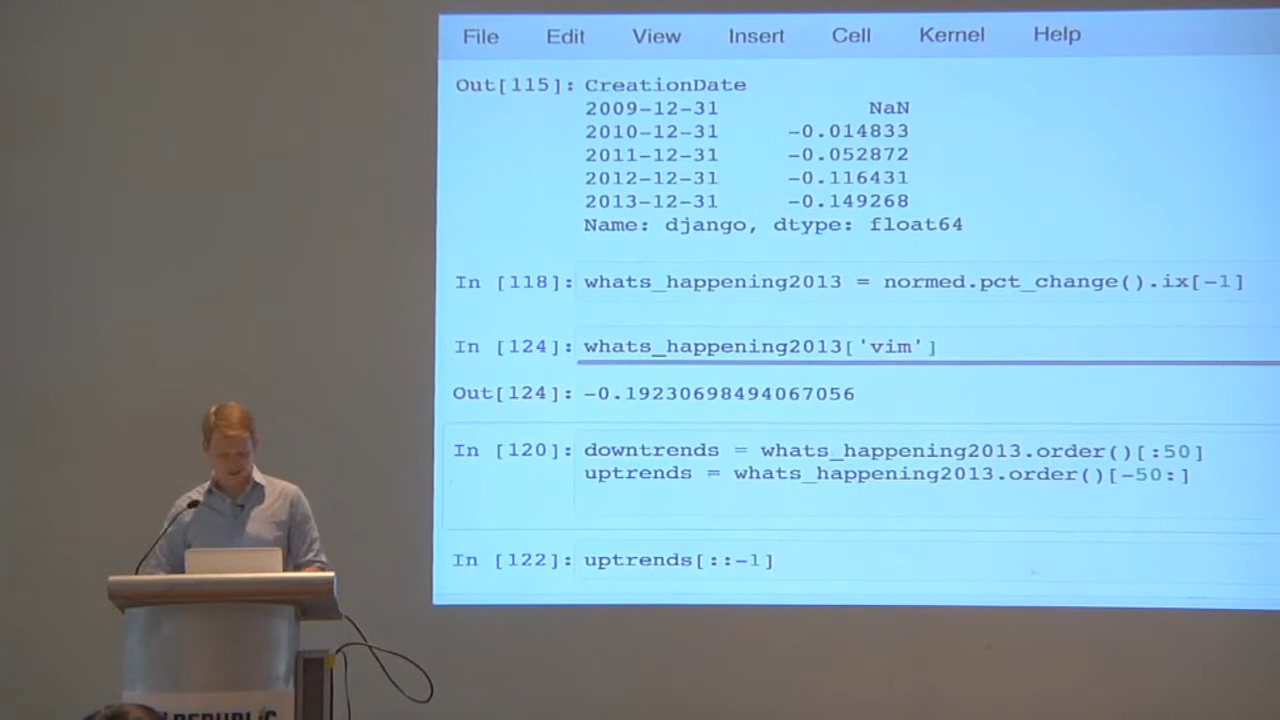 File Edit View Insert Cell Kernel Help
Out[115]: CreationDate
2009-12-31 NaN
2010-12-31 -0.014833
2011-12-31 -0.052872
2012-12-31 -0.116431
2013-12-31 -0.149268
Name: django, dtype: float64
In [118]: whats_happening2013 = normed.pct_change().ix[-1]
In [124]: whats_happening2013['vim']
Out[124]: -0.19230698494067056
In [120]: downtrends = whats_happening2013.order()[:50]
uptrends = whats_happening2013.order()[-50:]
In [122]: uptrends[::-1]
REPUBLIC